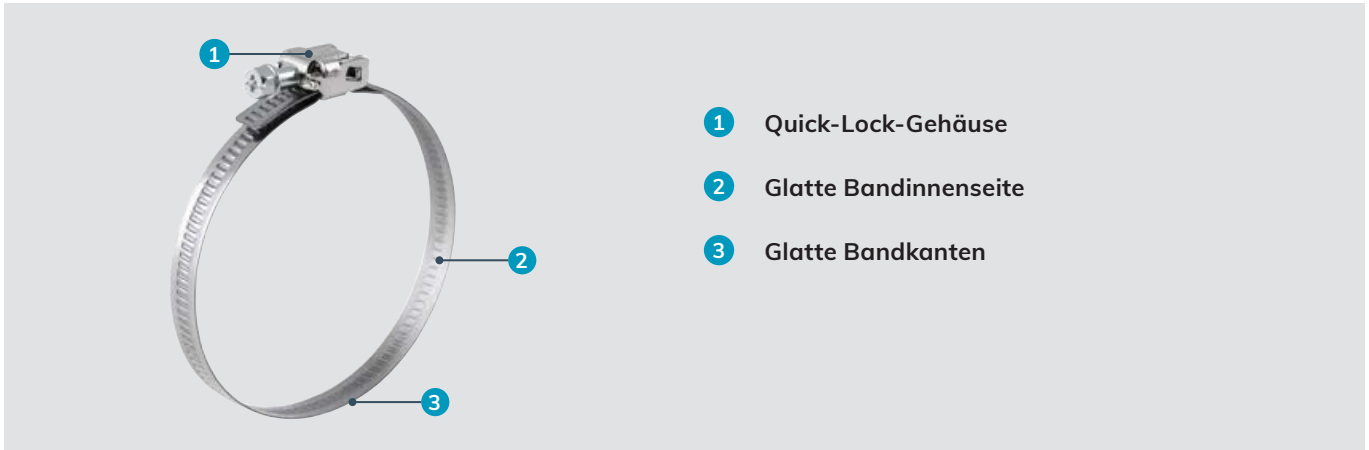 1
2
3
1 Quick-Lock-Gehäuse
2 Glatte Bandinnenseite
3 Glatte Bandkanten